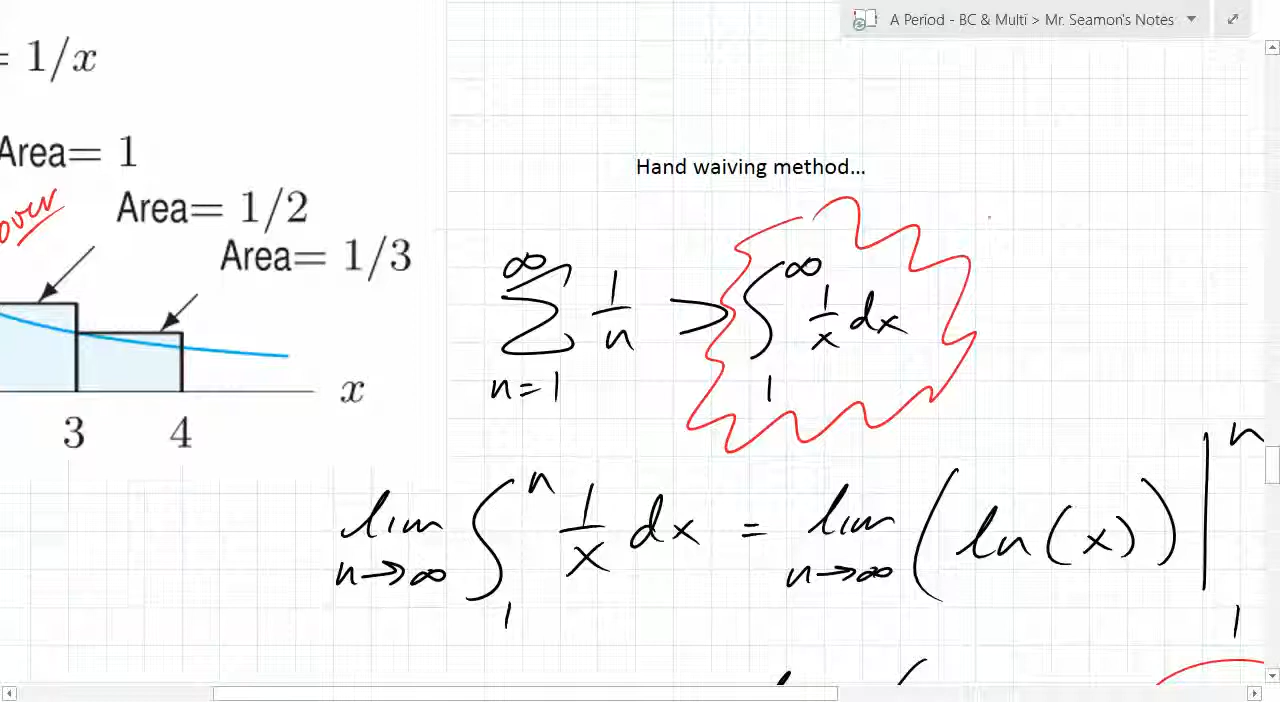 A Period - BC & Multi > Mr. Seamon's Notes
= 1/x
Area= 1
over
Area= 1/2
Area= 1/3
x
3 4
Hand waiving method...
∞ ∞
∑ 1/n > ∫ 1/x dx
n=1 1
lim n→∞ ∫ 1 n 1/x dx = lim n→∞ (ln(x)) | 1 n